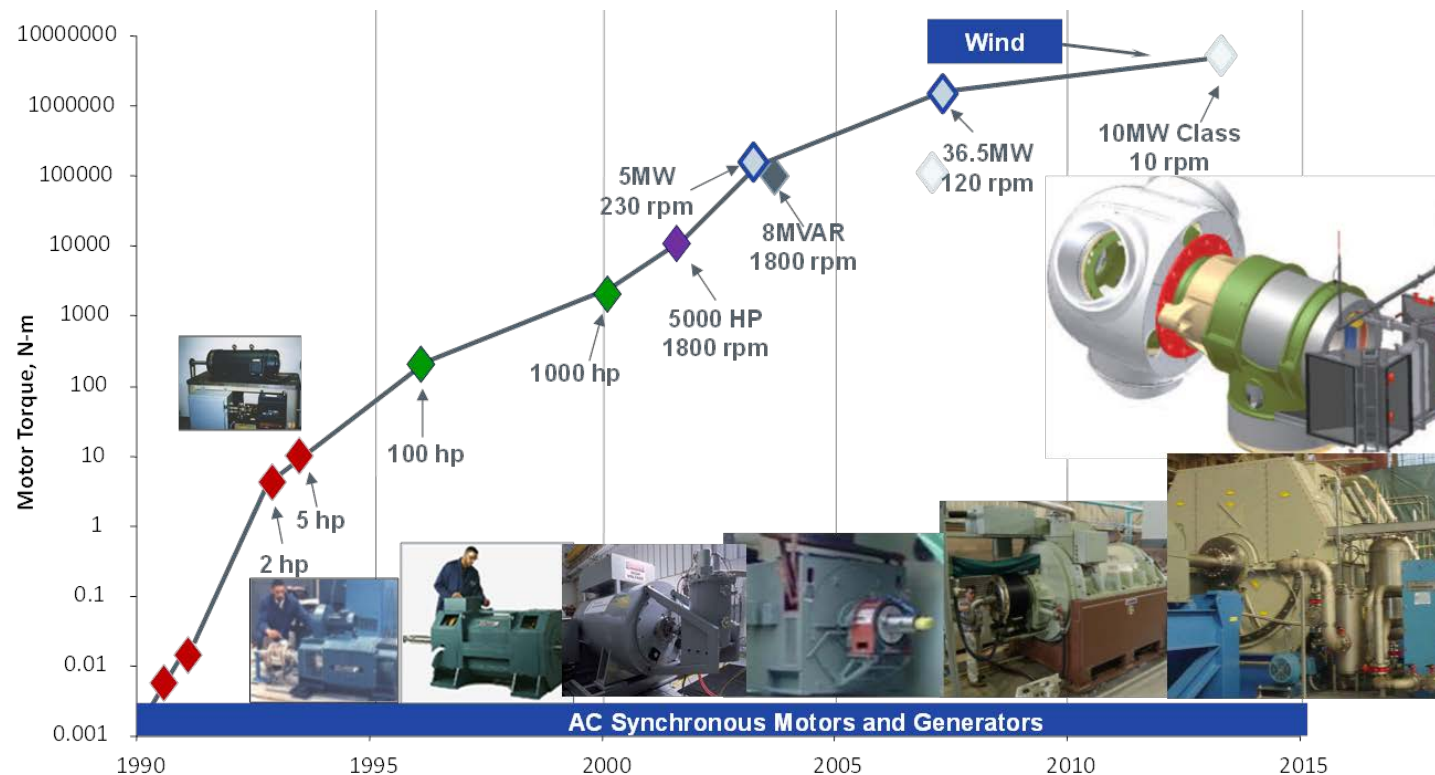 10000000
1000000
100000
10000
1000
100
10
1
0.1
0.01
0.001
Motor Torque, N-m
Wind
10MW Class
10 rpm
36.5MW
120 rpm
5MW
230 rpm
8MVAR
1800 rpm
5000 HP
1800 rpm
1000 hp
100 hp
5 hp
2 hp
AC Synchronous Motors and Generators
1990
1995
2000
2005
2010
2015